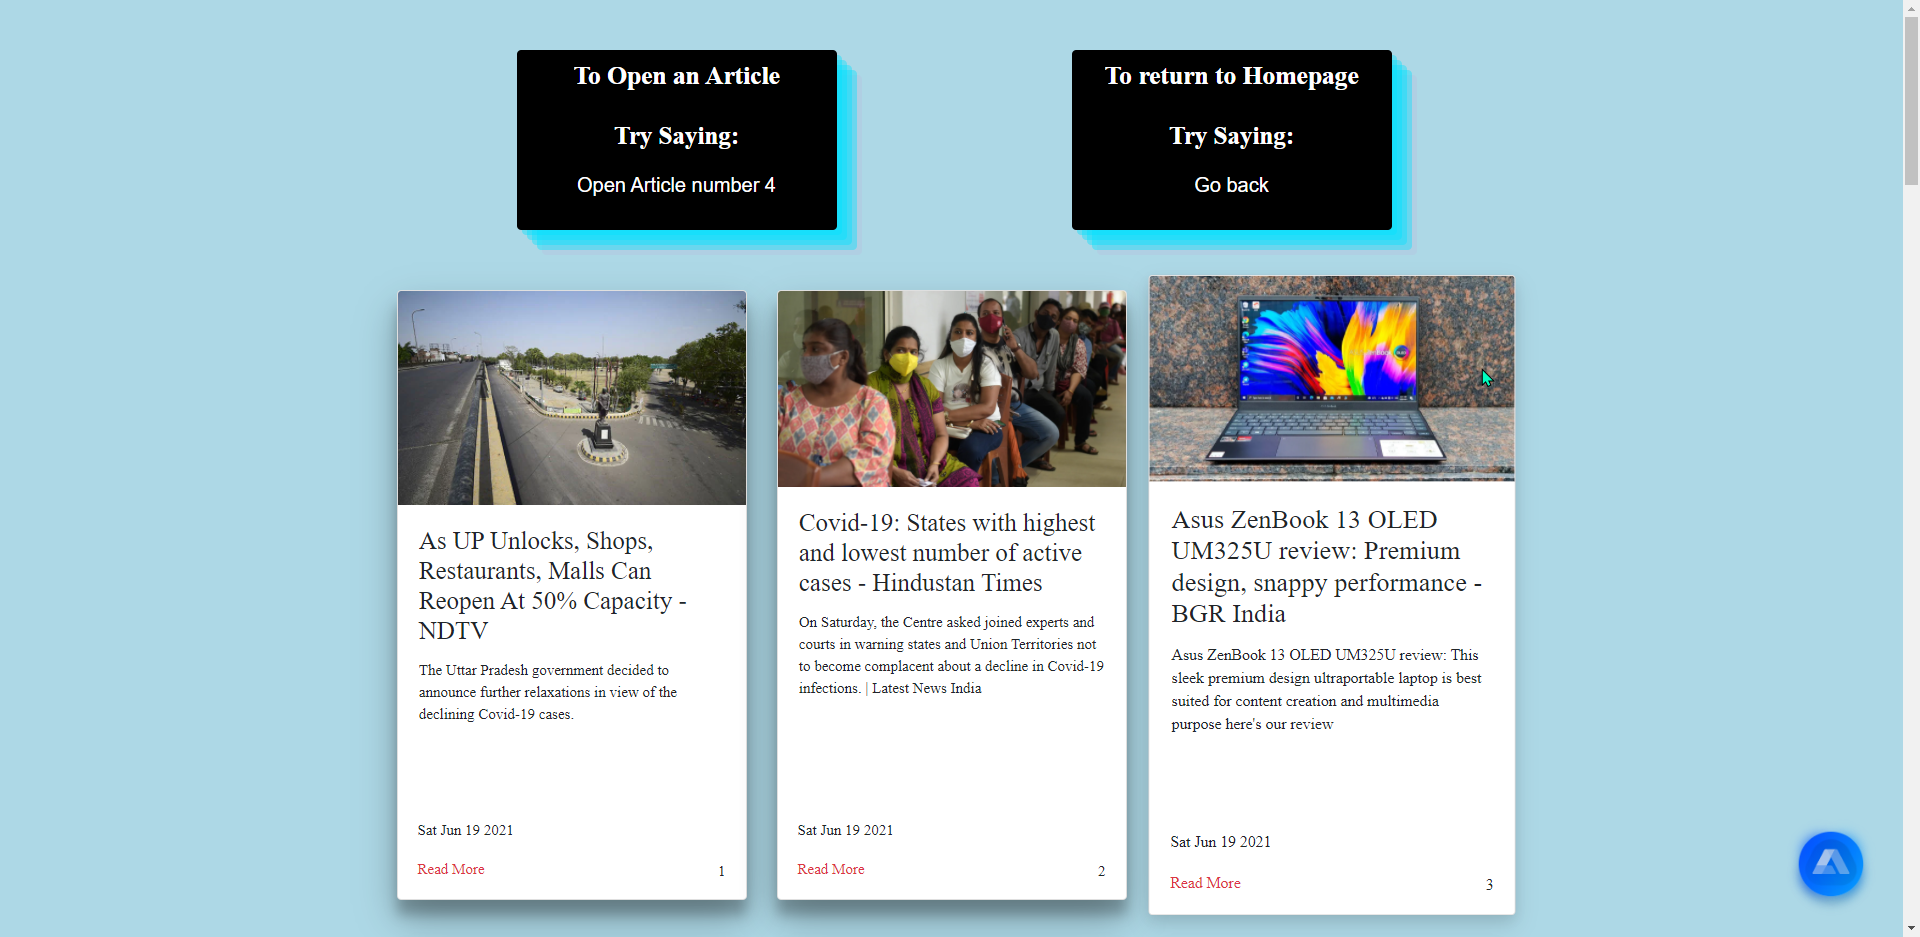 To Open an Article
Try Saying:
Open Article number 4
To return to Homepage
Try Saying:
Go back
As UP Unlocks, Shops,
Restaurants, Malls Can
Reopen At 50% Capacity -
NDTV
The Uttar Pradesh government decided to
announce further relaxations in view of the
declining Covid-19 cases.
Sat Jun 19 2021
Read More
1
Covid-19: States with highest
and lowest number of active
cases - Hindustan Times
On Saturday, the Centre asked joined experts and
courts in warning states and Union Territories not
to become complacent about a decline in Covid-19
infections. | Latest News India
Sat Jun 19 2021
Read More
2
Asus ZenBook 13 OLED
UM325U review: Premium
design, snappy performance -
BGR India
Asus ZenBook 13 OLED UM325U review: This
sleek premium design ultraportable laptop is best
suited for content creation and multimedia
purpose here's our review
Sat Jun 19 2021
Read More
3